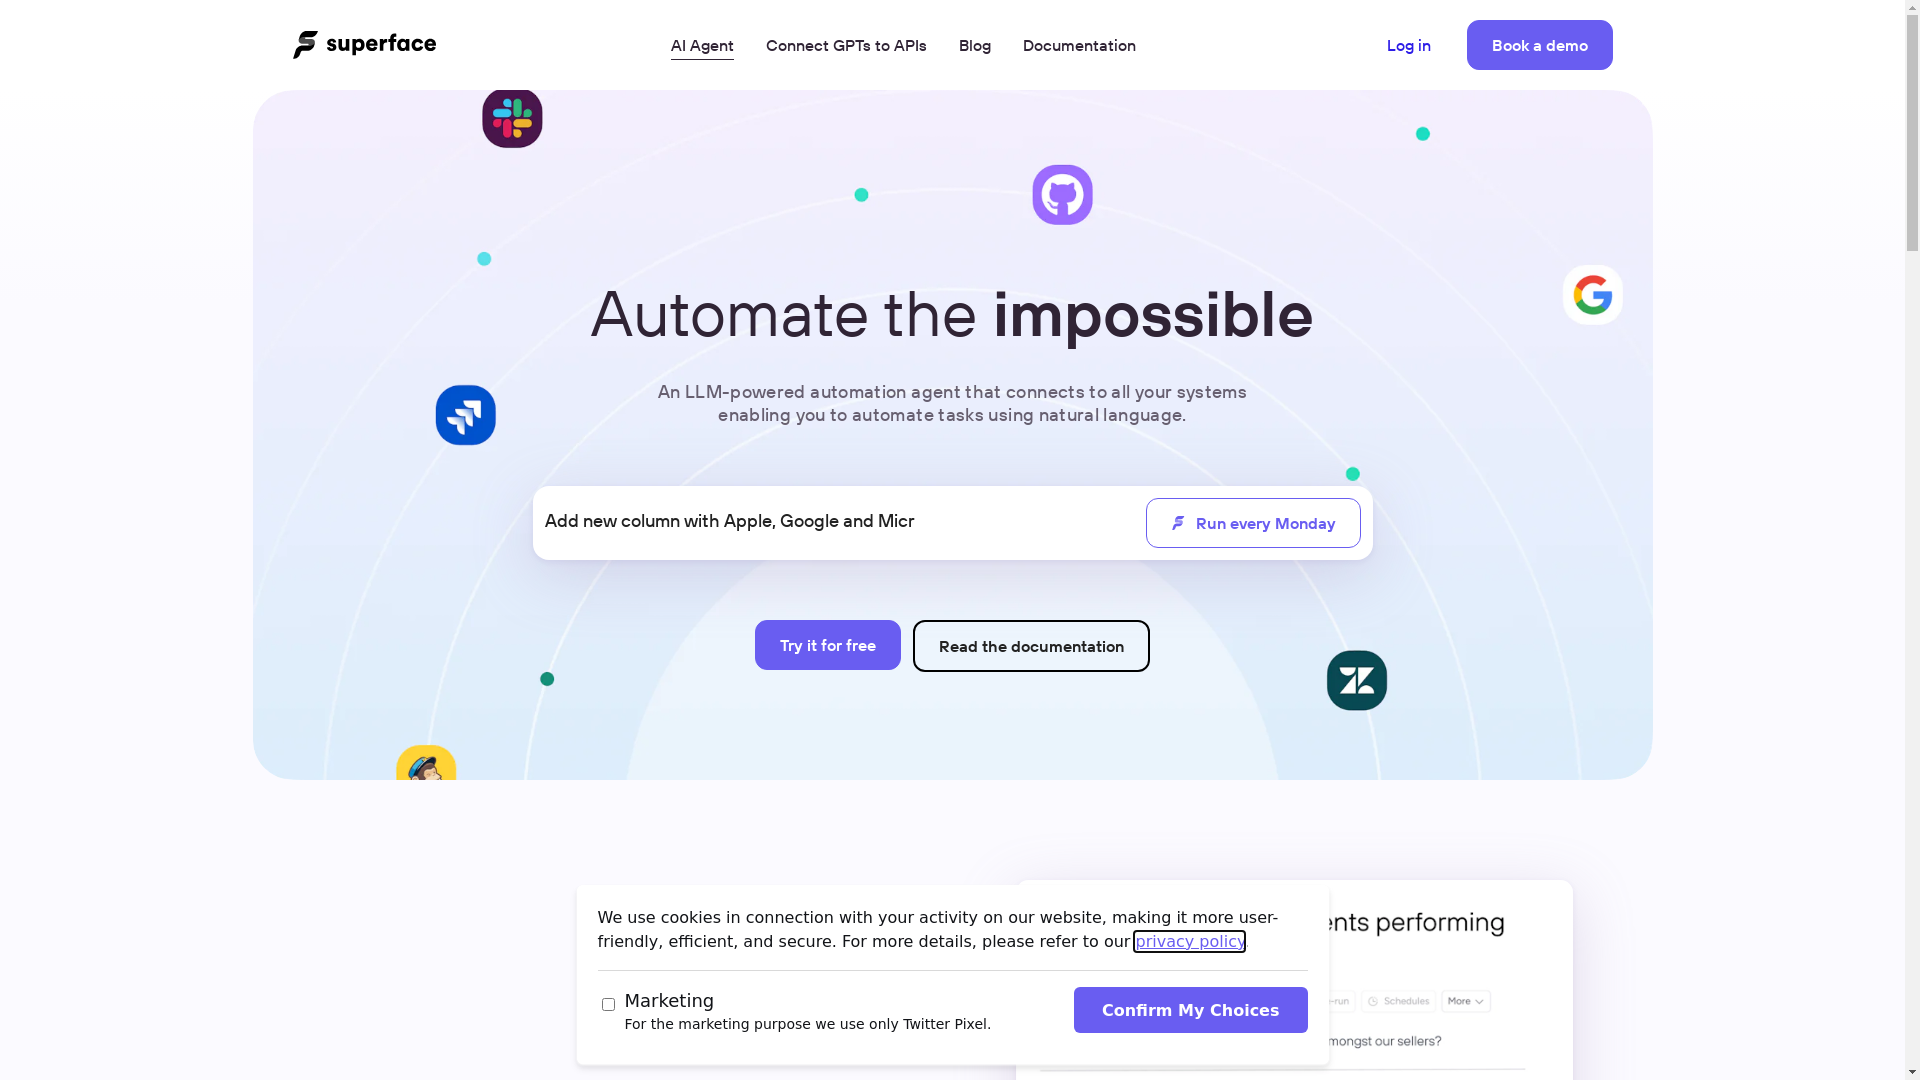 superface
AI Agent
Connect GPTs to APIs
Blog
Documentation
Log in
Book a demo
Automate the impossible
An LLM-powered automation agent that connects to all your systems
enabling you to automate tasks using natural language.
Add new column with Apple, Google and Micr
Run every Monday
Try it for free
Read the documentation
We use cookies in connection with your activity on our website, making it more user-
friendly, efficient, and secure. For more details, please refer to our privacy policy.
Marketing
For the marketing purpose we use only Twitter Pixel.
Confirm My Choices
performing
Schedules
More
our sellers?